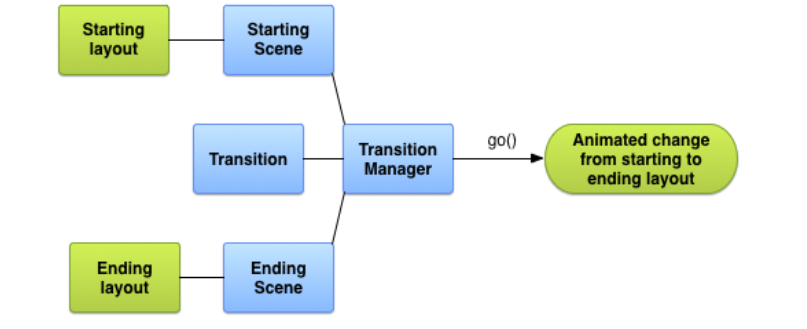 Starting
layout
Starting
Scene
Transition
Transition
Manager
go()
Animated change
from starting to
ending layout
Ending
layout
Ending
Scene